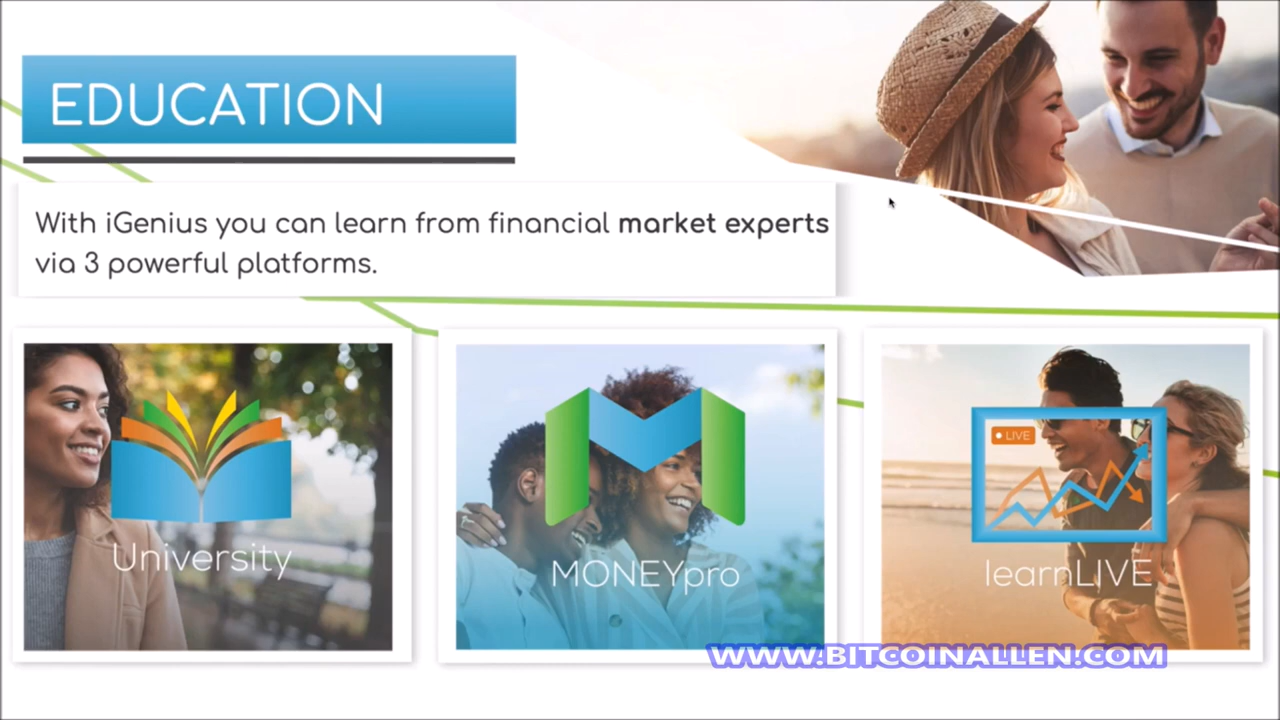 EDUCATION
With iGenius you can learn from financial market experts
via 3 powerful platforms.
University
MONEYpro
LIVE
learnLIVE
WWW.BITCOINALLEN.COM